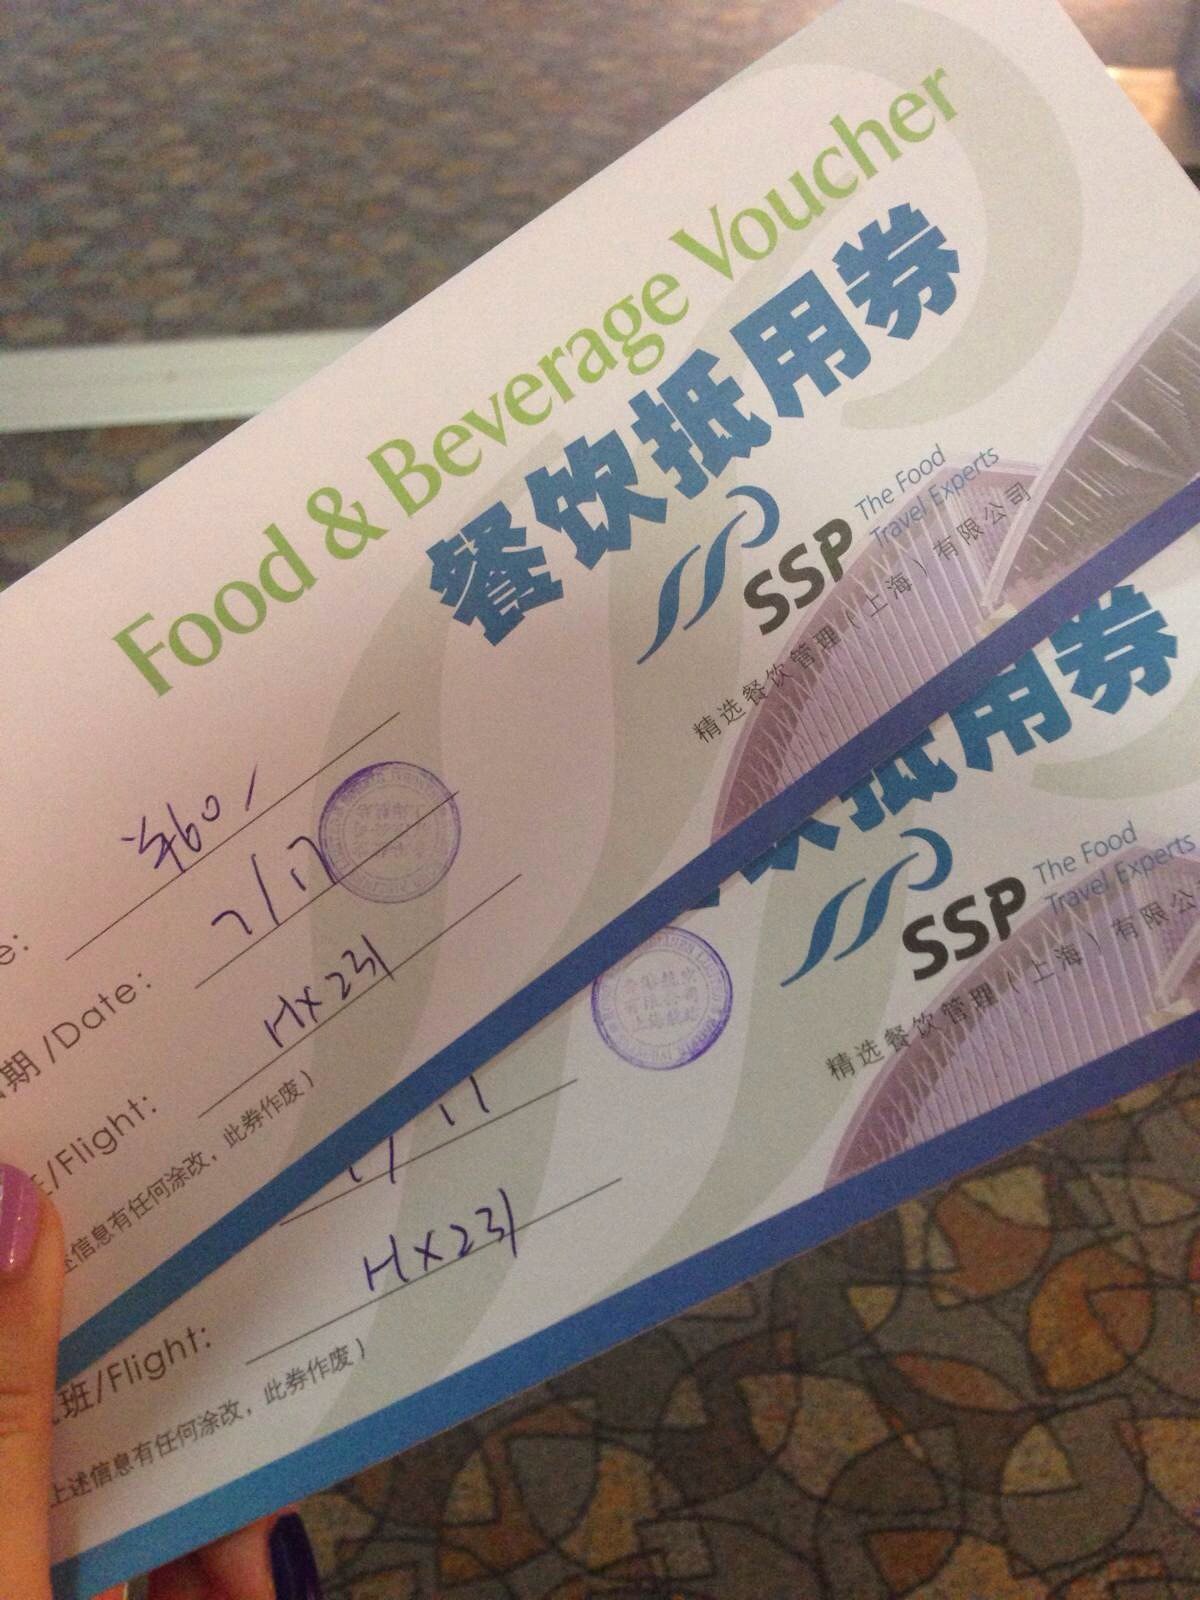 Food & Beverage Voucher
餐饮抵用券
SSP
The Food
Travel Experts
精选餐饮管理（上海）有限公司
e:
¥60/
期/Date:
7/17
班/Flight:
HX231
述信息有任何涂改，此券作废）
饮抵用券
SSP
The Food
Travel Experts
精选餐饮管理（上海）有限公
7/17
班/Flight:
HX231
上述信息有任何涂改，此券作废）